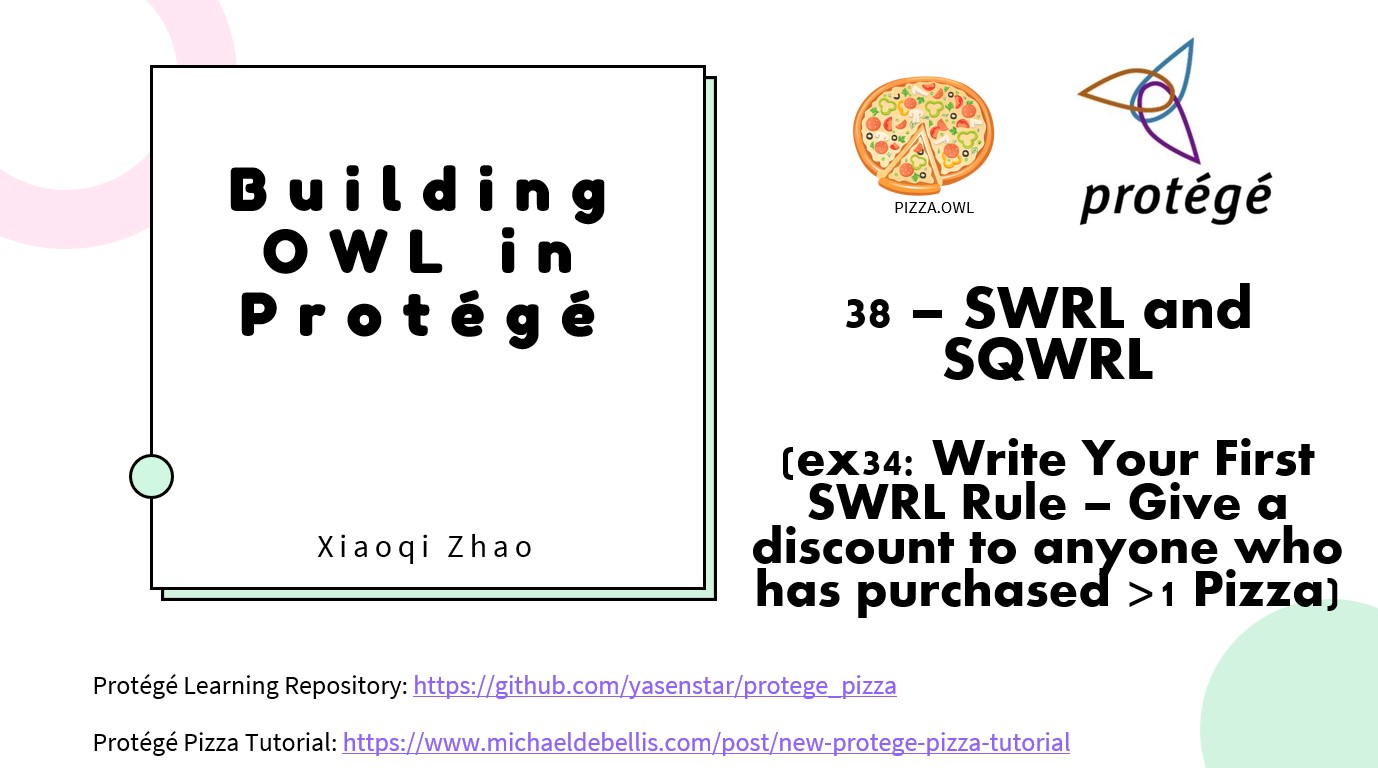 Building
OWL in
Protégé
Xiaoqi Zhao
PIZZA.OWL
protégé
38 – SWRL and
SQWRL
(ex34: Write Your First
SWRL Rule – Give a
discount to anyone who
has purchased >1 Pizza)
Protégé Learning Repository: https://github.com/yasenstar/protege_pizza
Protégé Pizza Tutorial: https://www.michaeldebellis.com/post/new-protege-pizza-tutorial